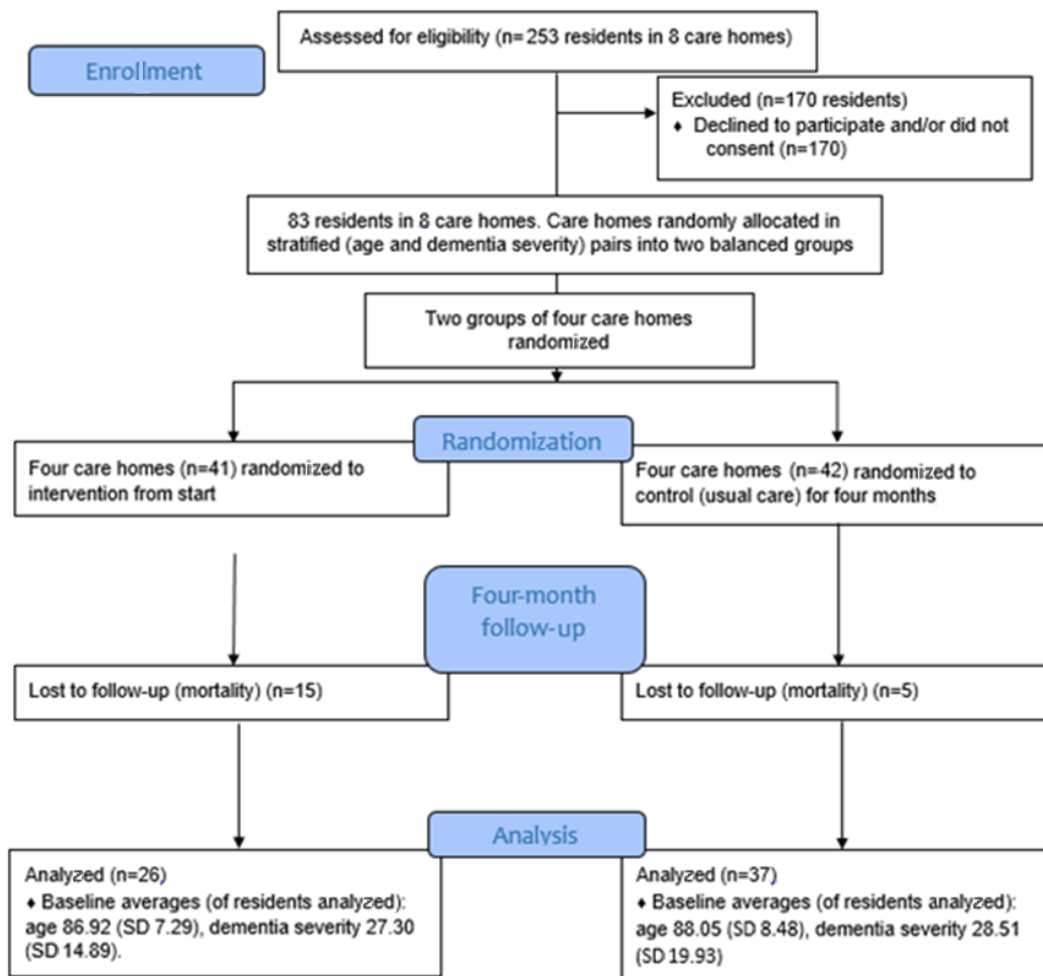 Assessed for eligibility (n= 253 residents in 8 care homes)
Enrollment
Excluded (n=170 residents)
♦ Declined to participate and/or did not
consent (n=170)
83 residents in 8 care homes. Care homes randomly allocated in
stratified (age and dementia severity) pairs into two balanced groups
Two groups of four care homes
randomized
Randomization
Four care homes (n=41) randomized to
intervention from start
Four care homes (n=42) randomized to
control (usual care) for four months
Four-month
follow-up
Lost to follow-up (mortality) (n=15)
Lost to follow-up (mortality) (n=5)
Analysis
Analyzed (n=26)
♦ Baseline averages (of residents analyzed):
age 86.92 (SD 7.29), dementia severity 27.30
(SD 14.89).
Analyzed (n=37)
♦ Baseline averages (of residents analyzed):
age 88.05 (SD 8.48), dementia severity 28.51
(SD 19.93)